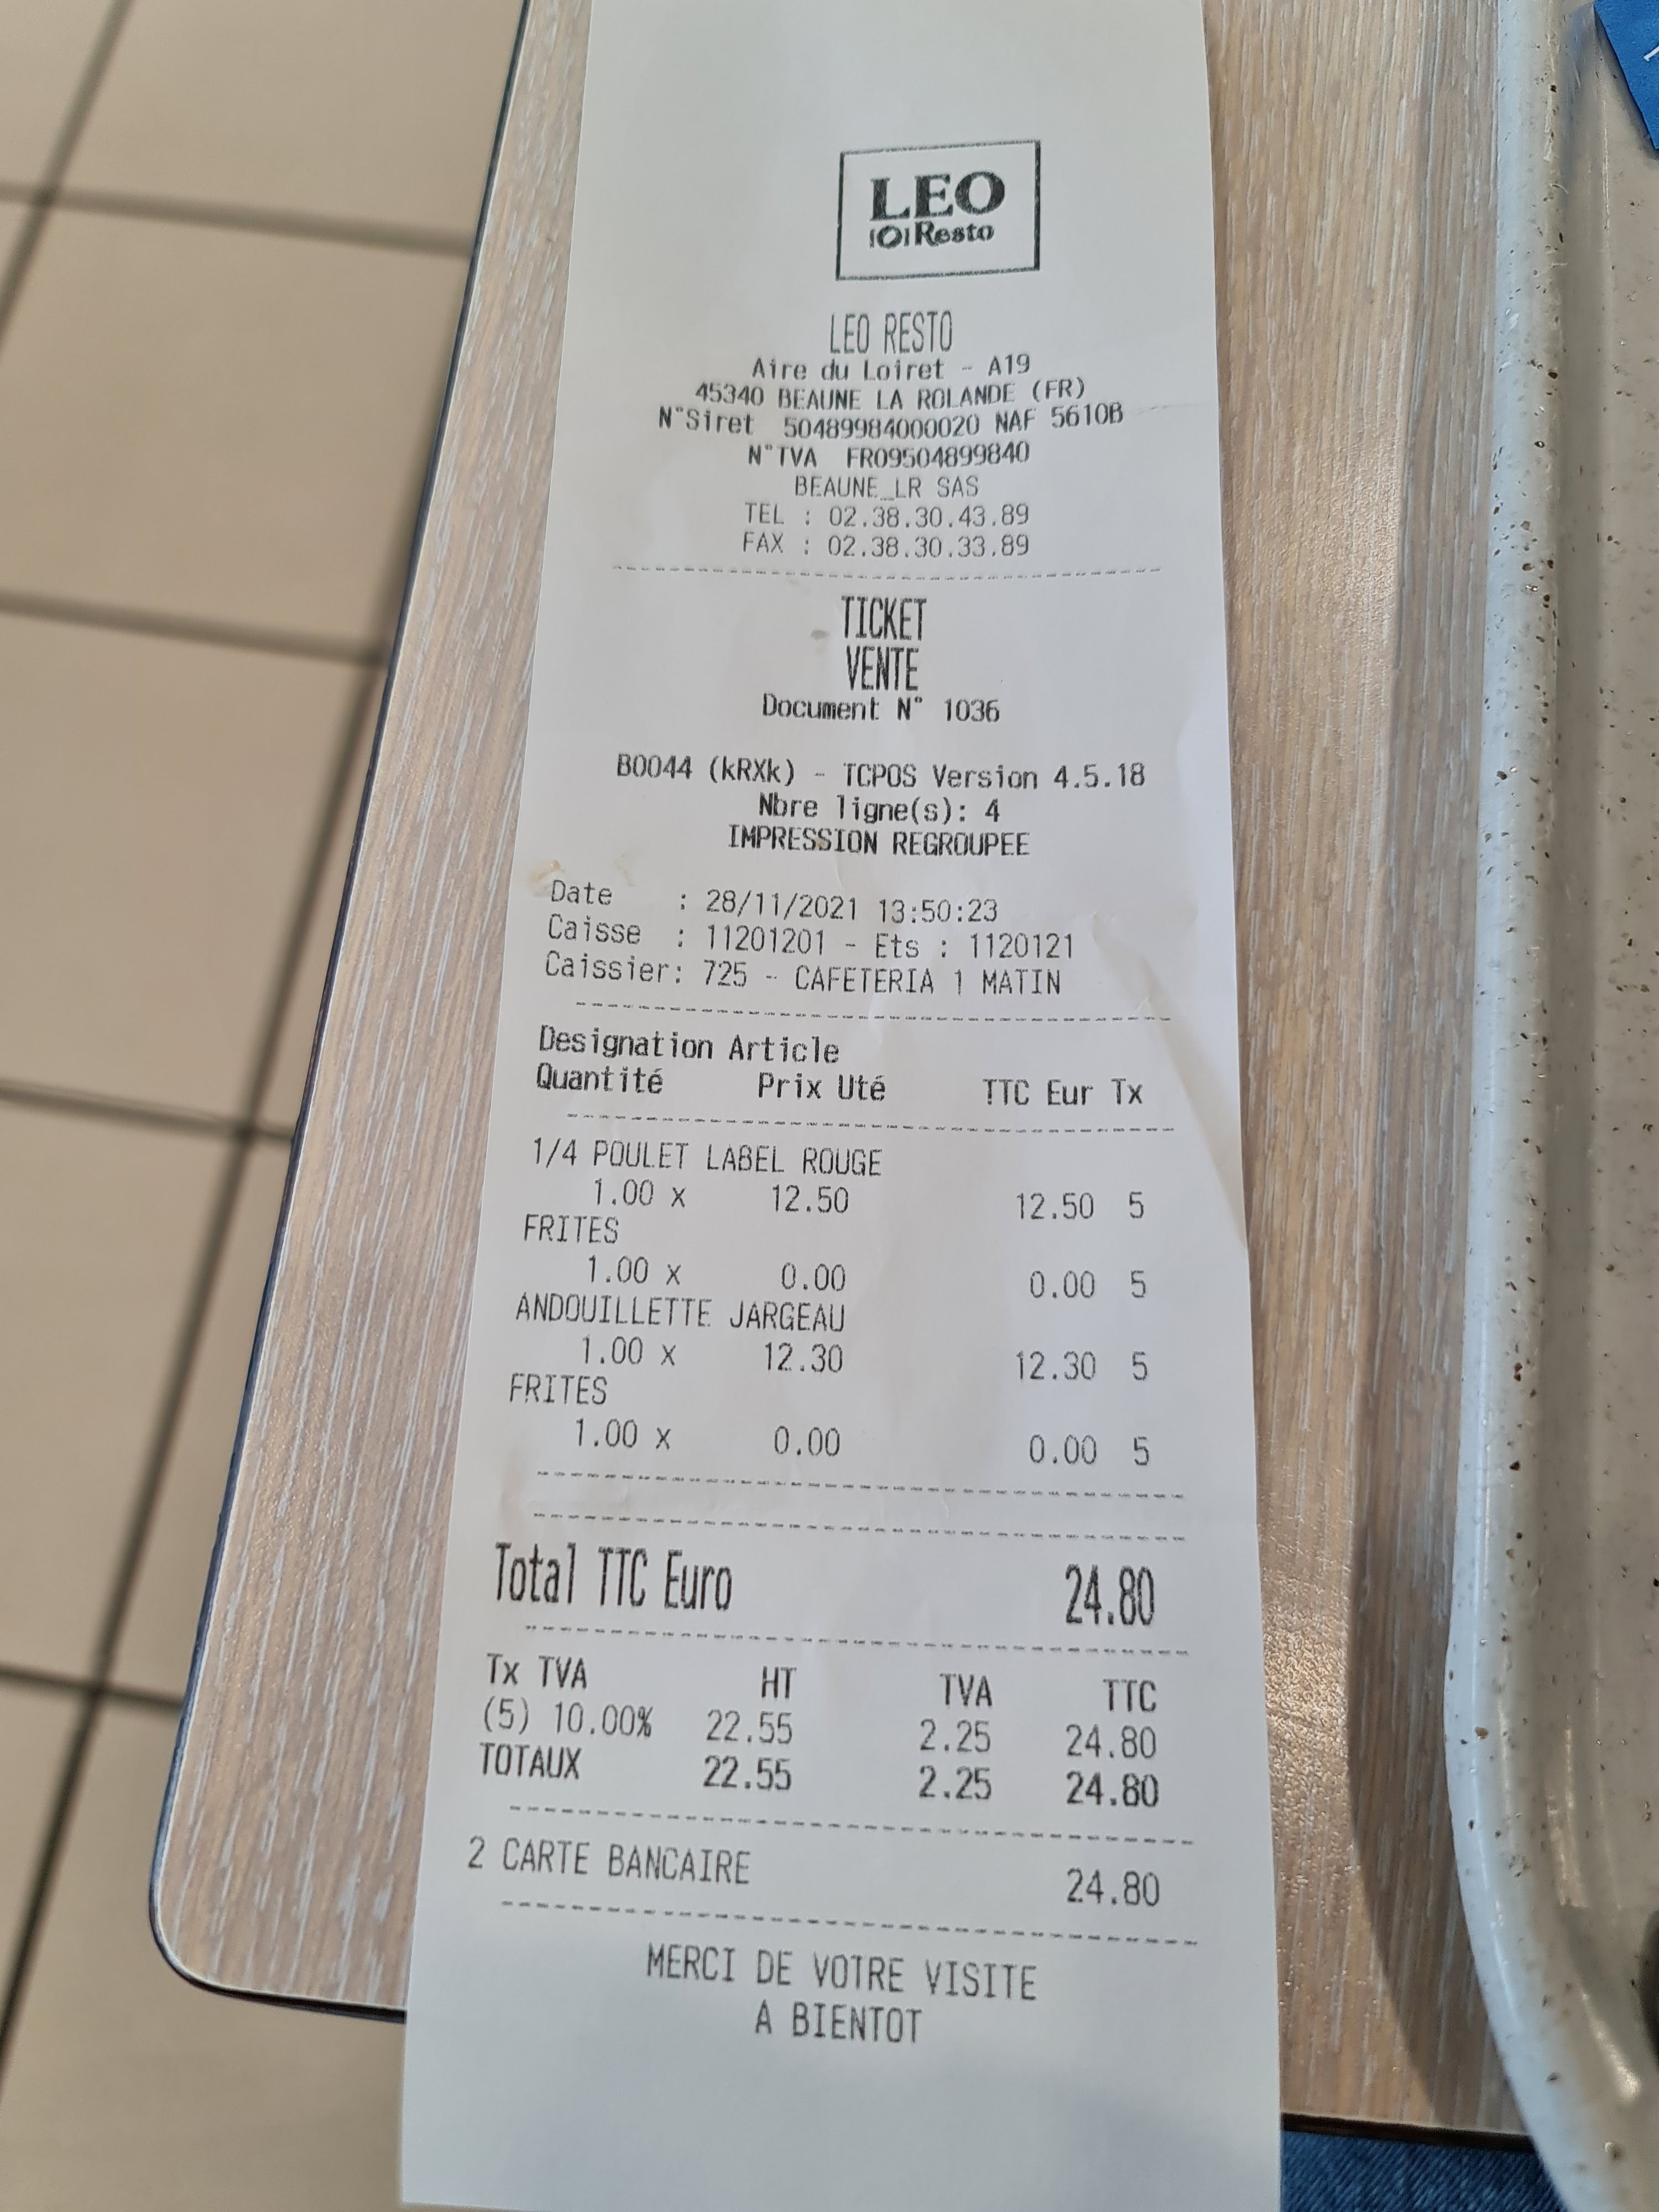 LEO
Resto
LEO RESTO
Aire du Loiret - A19
45340 BEAUNE LA ROLANDE (FR)
N°Siret 50489984000020 NAF 5610B
N°TVA FR09504899840
BEAUNE_LR SAS
TEL : 02.38.30.43.89
FAX : 02.38.30.33.89
TICKET
VENTE
Document N° 1036
B0044 (kRXk) - TCPOS Version 4.5.18
Nbre ligne(s): 4
IMPRESSION REGROUPEE
Date : 28/11/2021 13:50:23
Caisse : 11201201 - Ets : 1120121
Caissier: 725 - CAFETERIA 1 MATIN
Designation Article
Quantité Prix Uté TTC Eur Tx
1/4 POULET LABEL ROUGE
1.00 x 12.50 12.50 5
FRITES
1.00 x 0.00 0.00 5
ANDOUILLETTE JARGEAU
1.00 x 12.30 12.30 5
FRITES
1.00 x 0.00 0.00 5
Total TTC Euro 24.80
Tx TVA HT TVA TTC
(5) 10.00% 22.55 2.25 24.80
TOTAUX 22.55 2.25 24.80
2 CARTE BANCAIRE 24.80
MERCI DE VOTRE VISITE
A BIENTOT